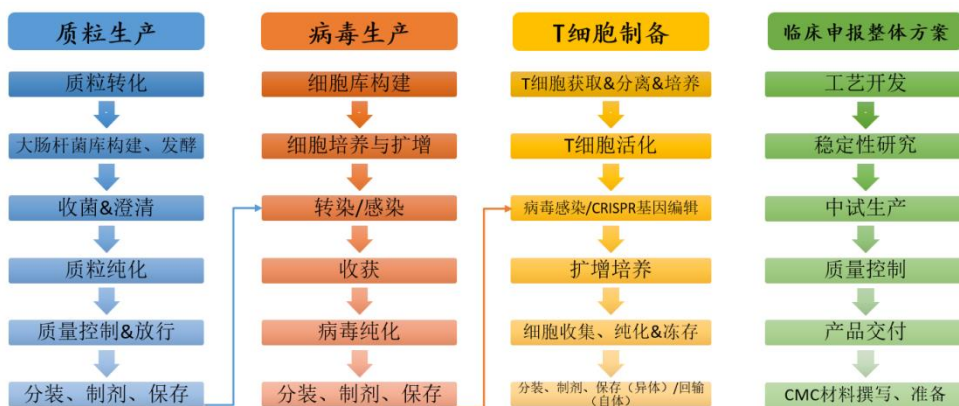 质粒生产
质粒转化
大肠杆菌库构建、发酵
收菌&澄清
质粒纯化
质量控制&放行
分装、制剂、保存
病毒生产
细胞库构建
细胞培养与扩增
转染/感染
收获
病毒纯化
分装、制剂、保存
T细胞制备
T细胞获取&分离&培养
T细胞活化
病毒感染/CRISPR基因编辑
扩增培养
细胞收集、纯化&冻存
分装、制剂、保存（异体）/回输
（自体）
临床申报整体方案
工艺开发
稳定性研究
中试生产
质量控制
产品交付
CMC材料撰写、准备